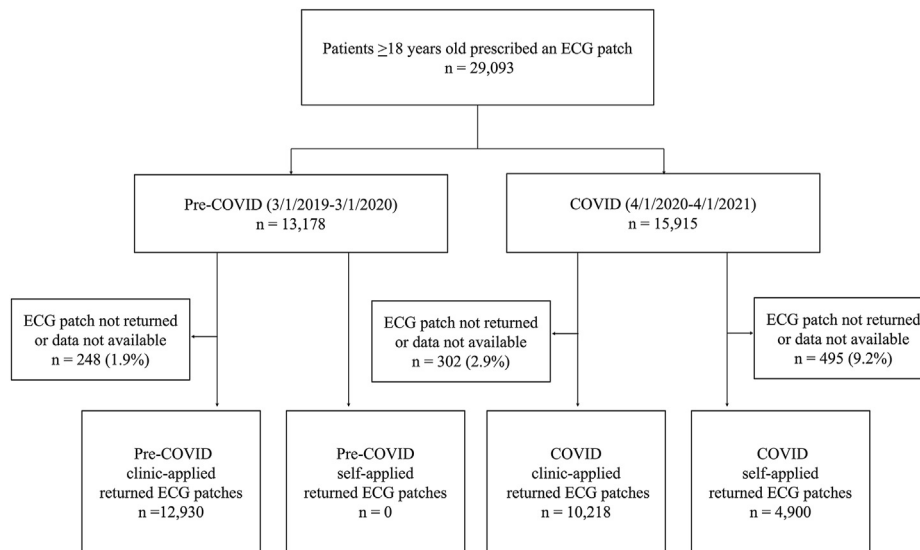 Patients ≥18 years old prescribed an ECG patch
n = 29,093
Pre-COVID (3/1/2019-3/1/2020)
n = 13,178
COVID (4/1/2020-4/1/2021)
n = 15,915
ECG patch not returned
or data not available
n = 248 (1.9%)
ECG patch not returned
or data not available
n = 302 (2.9%)
ECG patch not returned
or data not available
n = 495 (9.2%)
Pre-COVID
clinic-applied
returned ECG patches
n =12,930
Pre-COVID
self-applied
returned ECG patches
n = 0
COVID
clinic-applied
returned ECG patches
n = 10,218
COVID
self-applied
returned ECG patches
n = 4,900